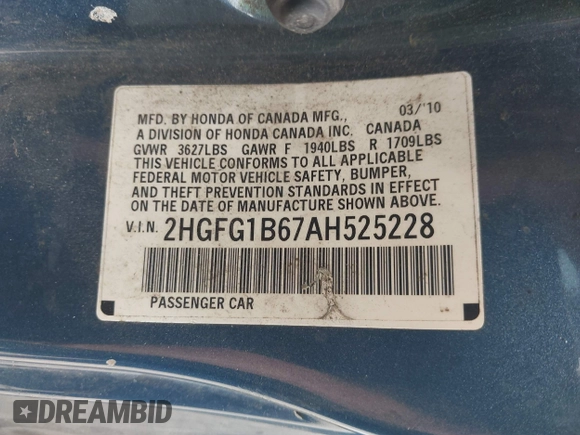 MFD. BY HONDA OF CANADA MFG., 03/'10
A DIVISION OF HONDA CANADA INC. CANADA
GVWR 3627LBS GAWR F 1940LBS R 1709LBS
THIS VEHICLE CONFORMS TO ALL APPLICABLE
FEDERAL MOTOR VEHICLE SAFETY, BUMPER,
AND THEFT PREVENTION STANDARDS IN EFFECT
ON THE DATE OF MANUFACTURE SHOWN ABOVE.
V.I.N. 2HGFG1B67AH525228
PASSENGER CAR
DREAMBID